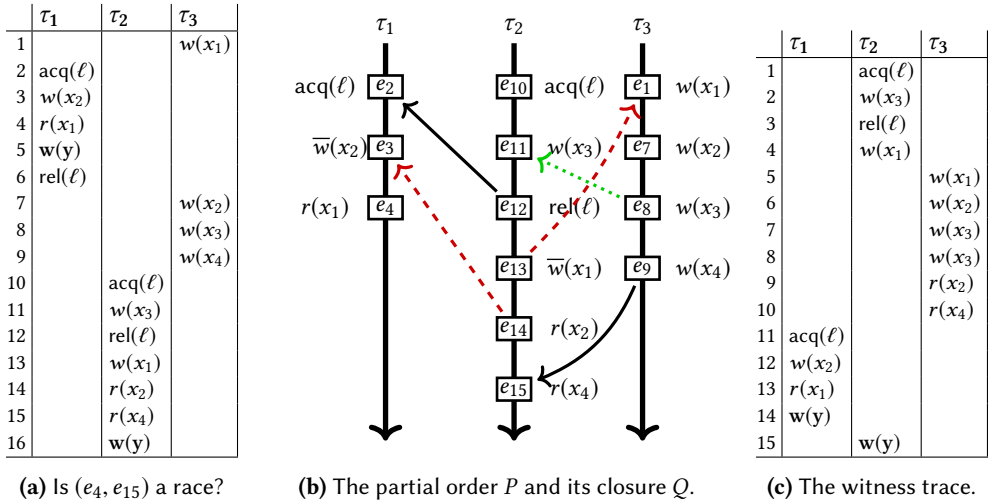 τ₁ τ₂ τ₃
1 w(x₁)
2 acq(ℓ)
3 w(x₂)
4 r(x₁)
5 w(y)
6 rel(ℓ)
7 w(x₂)
8 w(x₃)
9 w(x₄)
10 acq(ℓ)
11 w(x₃)
12 rel(ℓ)
13 w(x₁)
14 r(x₂)
15 r(x₄)
16 w(y)
(a) Is (e₄, e₁₅) a race?
τ₁ τ₂ τ₃
acq(ℓ) e₂ e₁₀ acq(ℓ) e₁ w(x₁)
w̅(x₂) e₃ e₁₁ w(x₃) e₇ w(x₂)
r(x₁) e₄ e₁₂ rel(ℓ) e₈ w(x₃)
e₁₃ w̅(x₁) e₉ w(x₄)
e₁₄ r(x₂)
e₁₅ r(x₄)
(b) The partial order P and its closure Q.
τ₁ τ₂ τ₃
1 acq(ℓ)
2 w(x₃)
3 rel(ℓ)
4 w(x₁)
5 w(x₁)
6 w(x₂)
7 w(x₃)
8 w(x₃)
9 r(x₂)
10 r(x₄)
11 acq(ℓ)
12 w(x₂)
13 r(x₁)
14 w(y)
15 w(y)
(c) The witness trace.